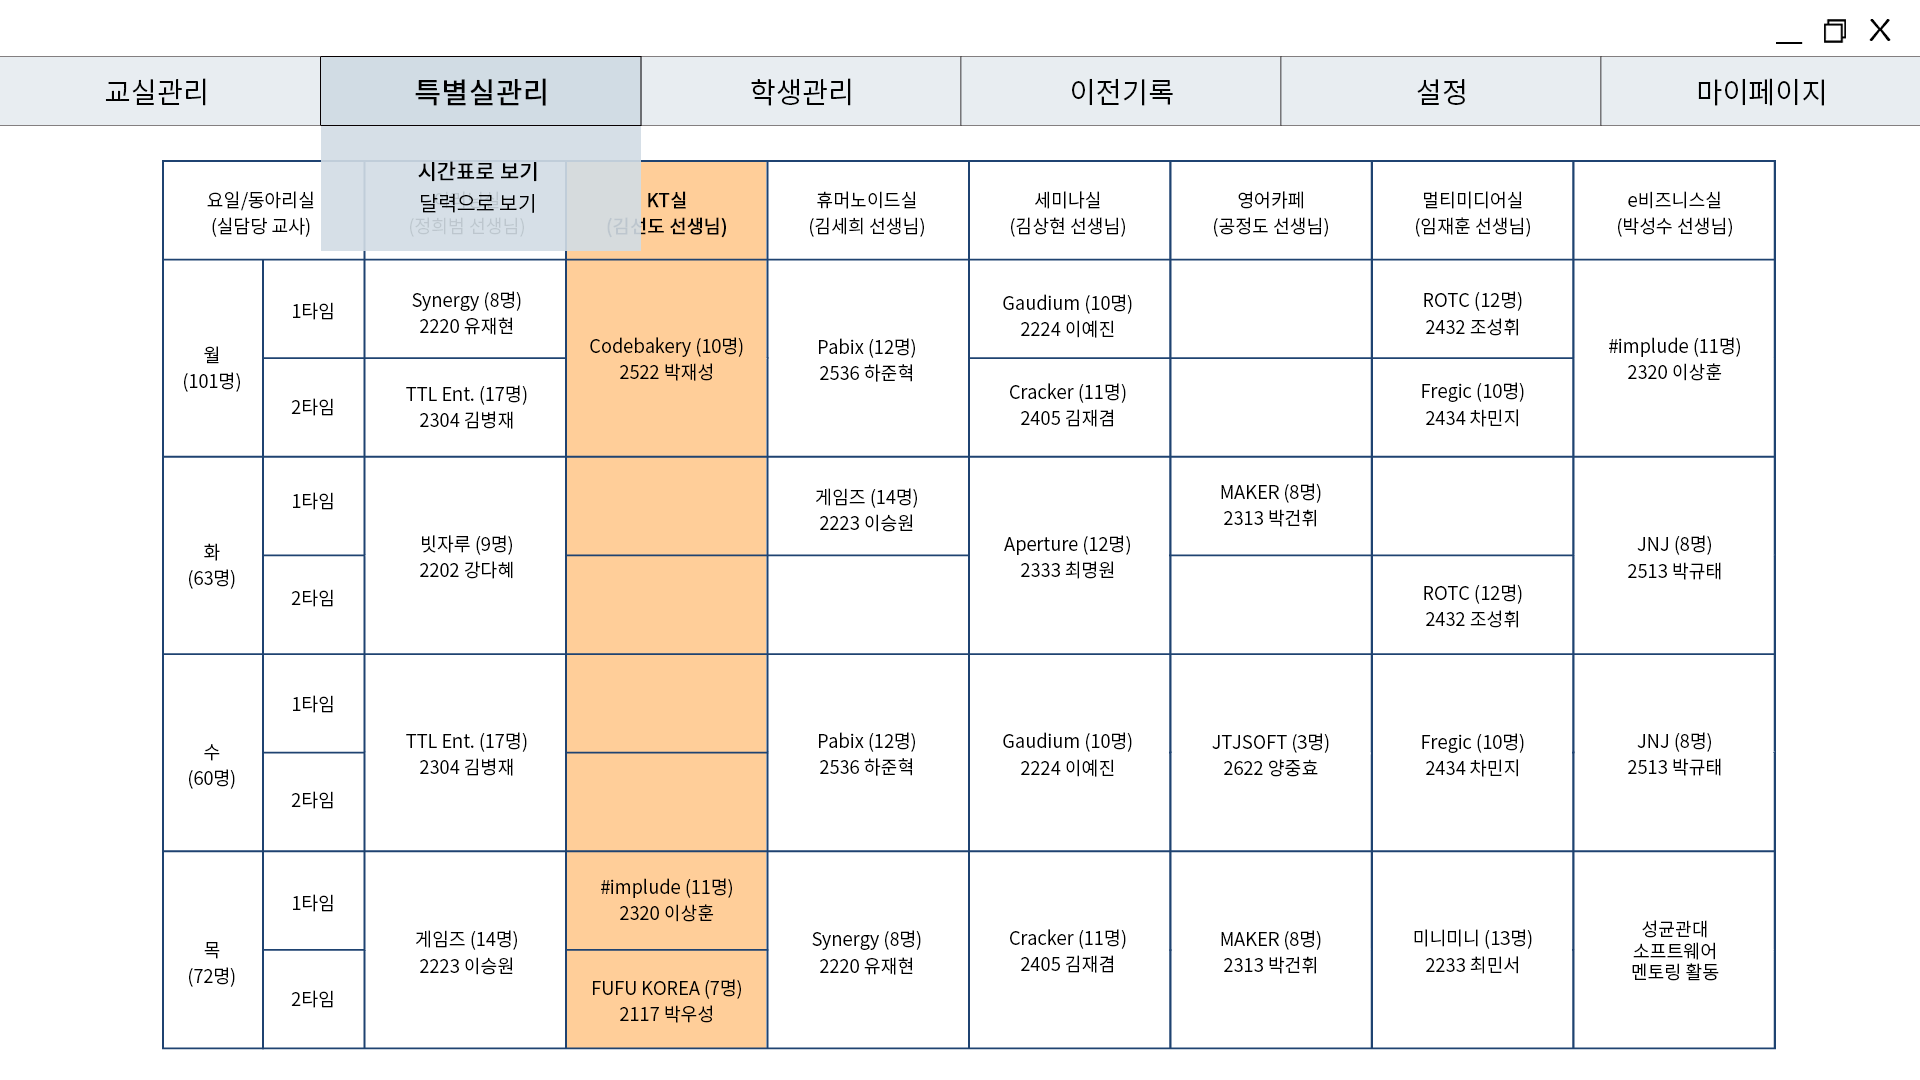 교실관리
특별실관리
학생관리
이전기록
설정
마이페이지
시간표로 보기
달력으로 보기
요일/동아리실
(실담당 교사)
(정희범 선생님)
KT실
(김선도 선생님)
휴머노이드실
(김세희 선생님)
세미나실
(김상현 선생님)
영어카페
(공정도 선생님)
멀티미디어실
(임재훈 선생님)
e비즈니스실
(박성수 선생님)
월
(101명)
1타임
Synergy (8명)
2220 유재현
Codebakery (10명)
2522 박재성
Pabix (12명)
2536 하준혁
Gaudium (10명)
2224 이예진
ROTC (12명)
2432 조성휘
#implude (11명)
2320 이상훈
2타임
TTL Ent. (17명)
2304 김병재
Cracker (11명)
2405 김재겸
Fregic (10명)
2434 차민지
화
(63명)
1타임
빗자루 (9명)
2202 강다혜
게임즈 (14명)
2223 이승원
Aperture (12명)
2333 최명원
MAKER (8명)
2313 박건휘
JNJ (8명)
2513 박규태
2타임
ROTC (12명)
2432 조성휘
수
(60명)
1타임
2타임
TTL Ent. (17명)
2304 김병재
Pabix (12명)
2536 하준혁
Gaudium (10명)
2224 이예진
JTJSOFT (3명)
2622 양중효
Fregic (10명)
2434 차민지
JNJ (8명)
2513 박규태
목
(72명)
1타임
게임즈 (14명)
2223 이승원
#implude (11명)
2320 이상훈
Synergy (8명)
2220 유재현
Cracker (11명)
2405 김재겸
MAKER (8명)
2313 박건휘
미니미니 (13명)
2233 최민서
성균관대
소프트웨어
멘토링 활동
2타임
FUFU KOREA (7명)
2117 박우성